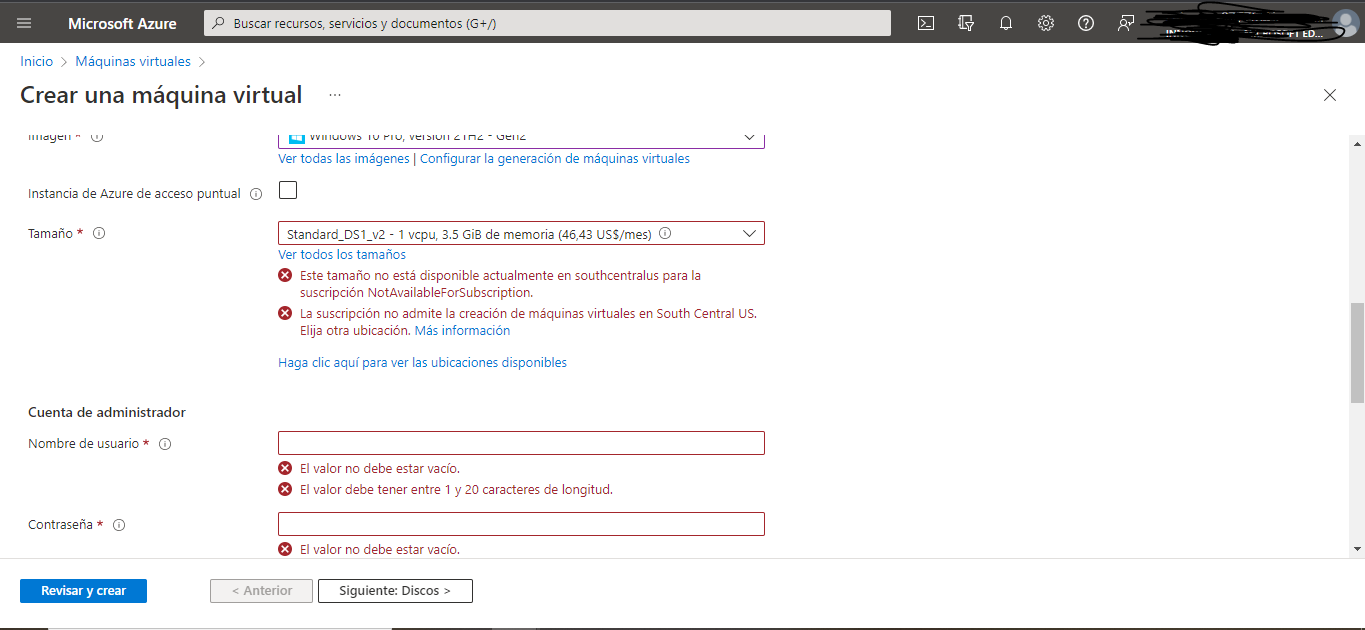 Microsoft Azure
Buscar recursos, servicios y documentos (G+/)
Inicio > Máquinas virtuales >
Crear una máquina virtual ...
Imagen *
Windows 10 Pro, version 21H2 - Gen2
Ver todas las imágenes | Configurar la generación de máquinas virtuales
Instancia de Azure de acceso puntual
Tamaño *
Standard_DS1_v2 - 1 vcpu, 3.5 GiB de memoria (46,43 US$/mes)
Ver todos los tamaños
Este tamaño no está disponible actualmente en southcentralus para la
suscripción NotAvailableForSubscription.
La suscripción no admite la creación de máquinas virtuales en South Central US.
Elija otra ubicación. Más información
Haga clic aquí para ver las ubicaciones disponibles
Cuenta de administrador
Nombre de usuario *
El valor no debe estar vacío.
El valor debe tener entre 1 y 20 caracteres de longitud.
Contraseña *
El valor no debe estar vacío.
Revisar y crear
< Anterior
Siguiente: Discos >